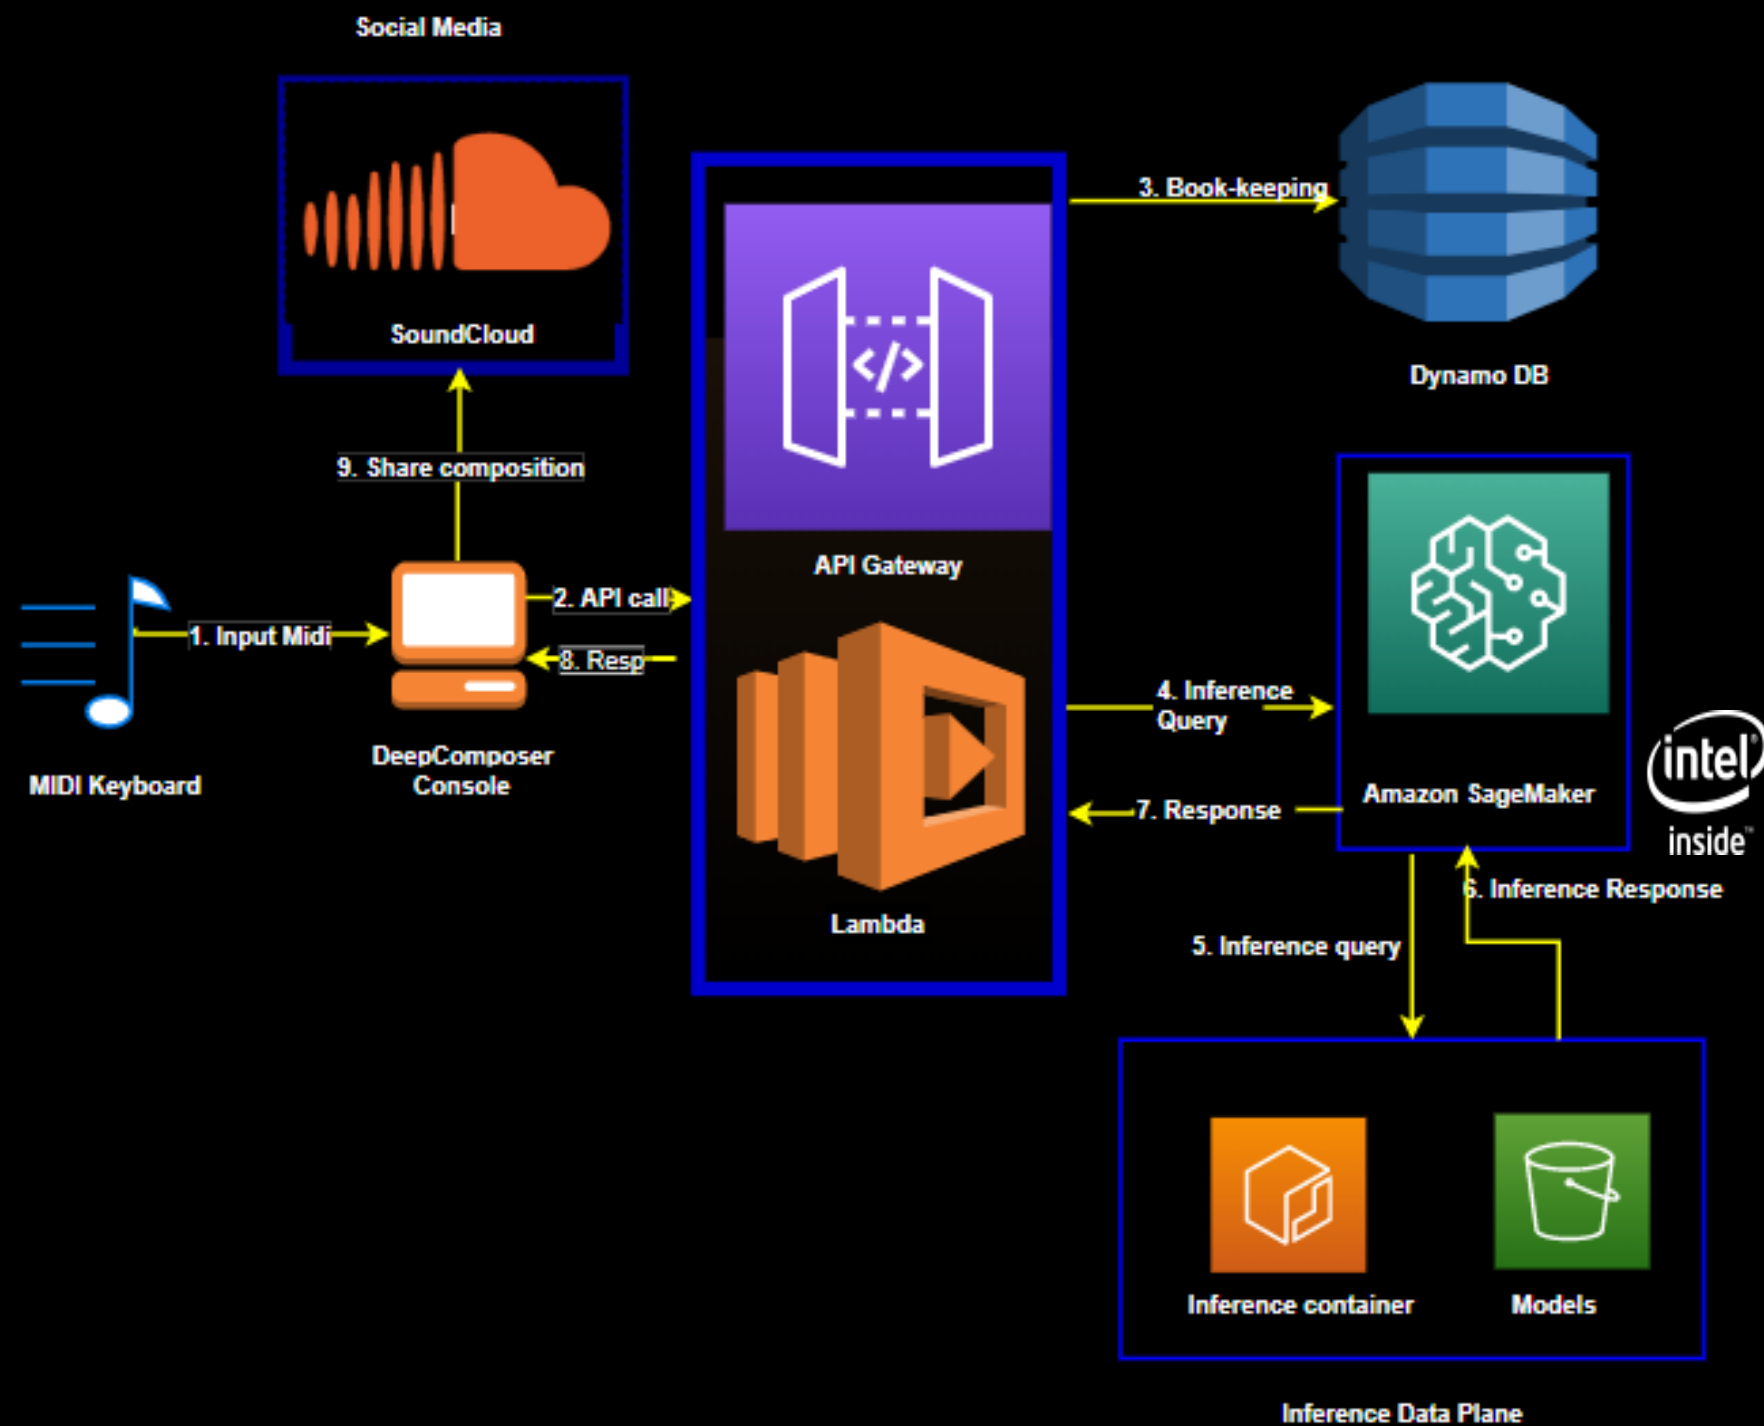 Social Media
SoundCloud
3. Book-keeping
Dynamo DB
9. Share composition
API Gateway
1. Input Midi
2. API call
8. Resp
MIDI Keyboard
DeepComposer
Console
4. Inference
Query
Amazon SageMaker
intel®
inside™
7. Response
Lambda
6. Inference Response
5. Inference query
Inference container
Models
Inference Data Plane